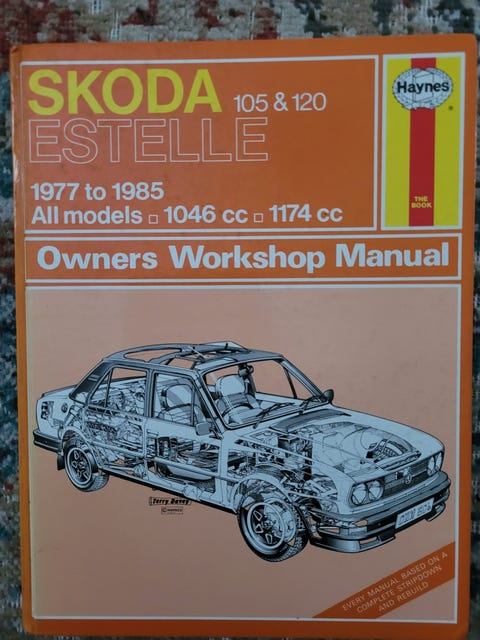 SKODA 105 & 120
Haynes
®
ESTELLE
1977 to 1985
All models ▫ 1046 cc ▫ 1174 cc
THE
BOOK
Owners Workshop Manual
Terry Davey
© HAYNES
EVERY MANUAL BASED ON A
COMPLETE STRIPDOWN
AND REBUILD